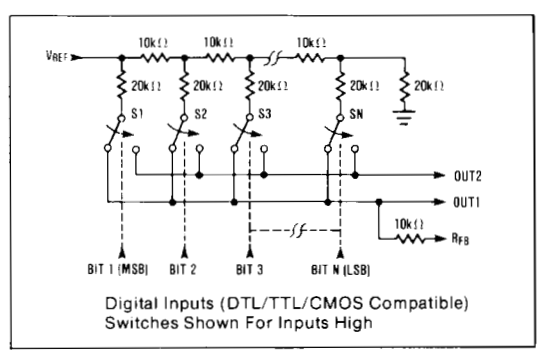 10kΩ 10kΩ 10kΩ
VREF
20kΩ 20kΩ 20kΩ 20kΩ 20kΩ
S1 S2 S3 SN
OUT2
OUT1
10kΩ
RFB
BIT 1 (MSB) BIT 2 BIT 3 BIT N (LSB)
Digital Inputs (DTL/TTL/CMOS Compatible)
Switches Shown For Inputs High